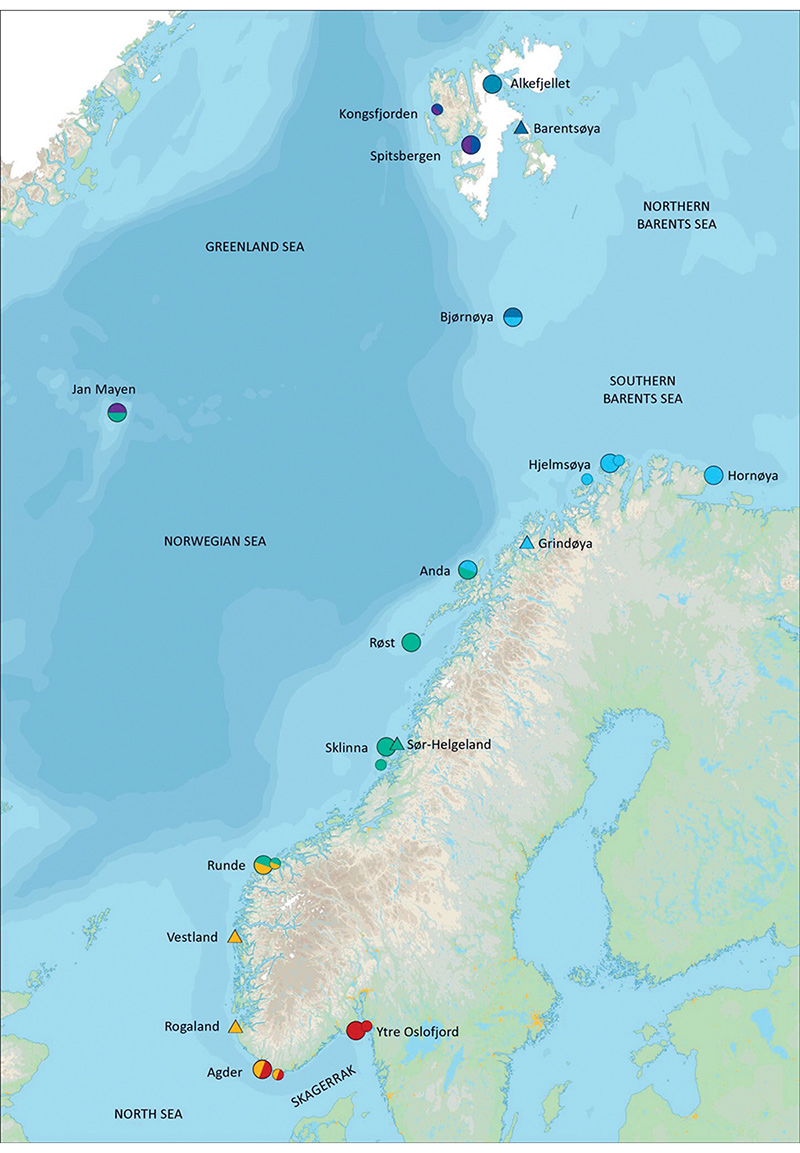 Alkefjellet
Kongsfjorden
Barentsøya
Spitsbergen
NORTHERN
BARENTS SEA
GREENLAND SEA
Bjørnøya
SOUTHERN
BARENTS SEA
Jan Mayen
Hjelmsøya
Hornøya
NORWEGIAN SEA
Grindøya
Anda
Røst
Sklinna
Sør-Helgeland
Runde
Vestland
Rogaland
Ytre Oslofjord
Agder
SKAGERRAK
NORTH SEA